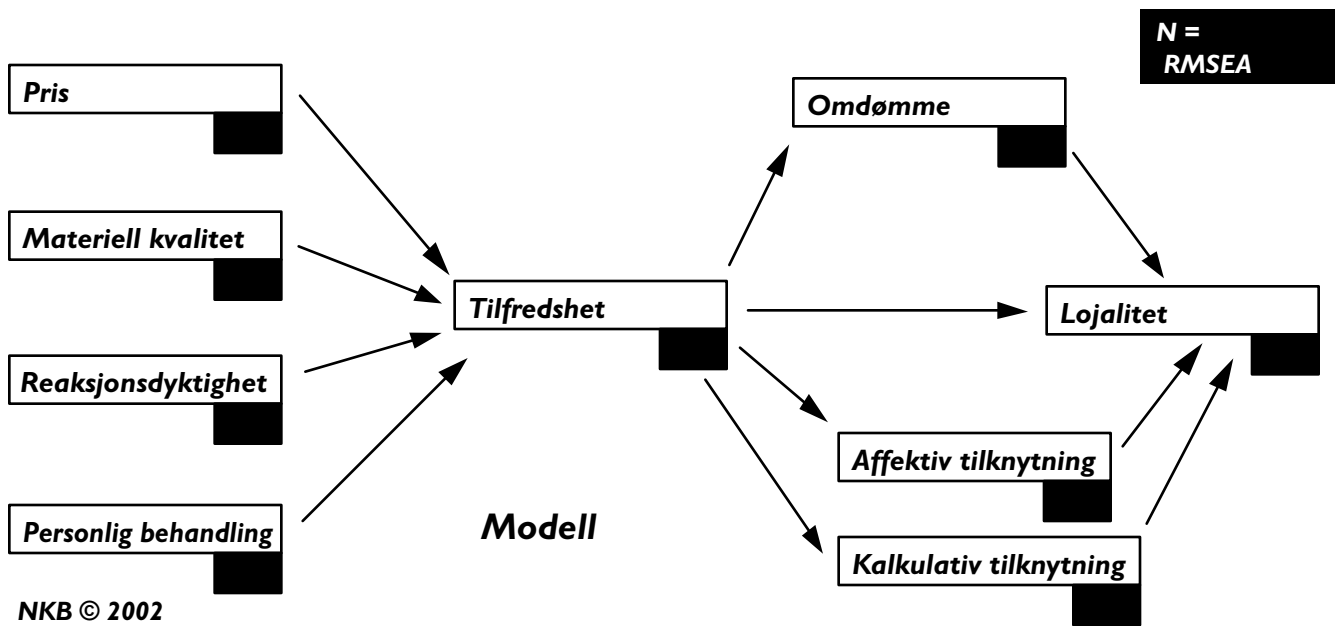 N =
RMSEA
Pris
Omdømme
Materiell kvalitet
Tilfredshet
Lojalitet
Reaksjonsdyktighet
Affektiv tilknytning
Personlig behandling
Modell
Kalkulativ tilknytning
NKB © 2002